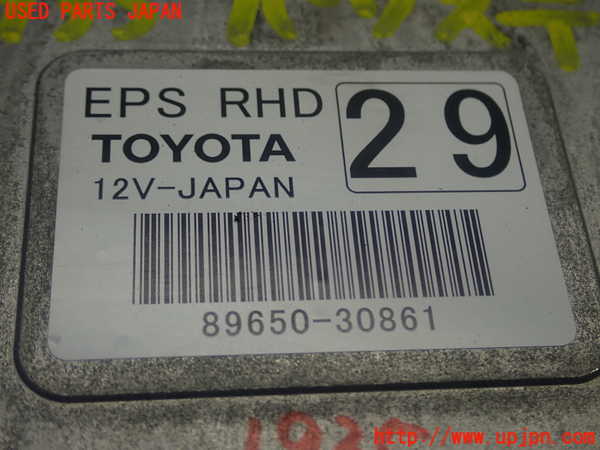 USED PARTS JAPAN
EPS RHD
29
TOYOTA
12V-JAPAN
89650-30861
http://www.upjpn.com/